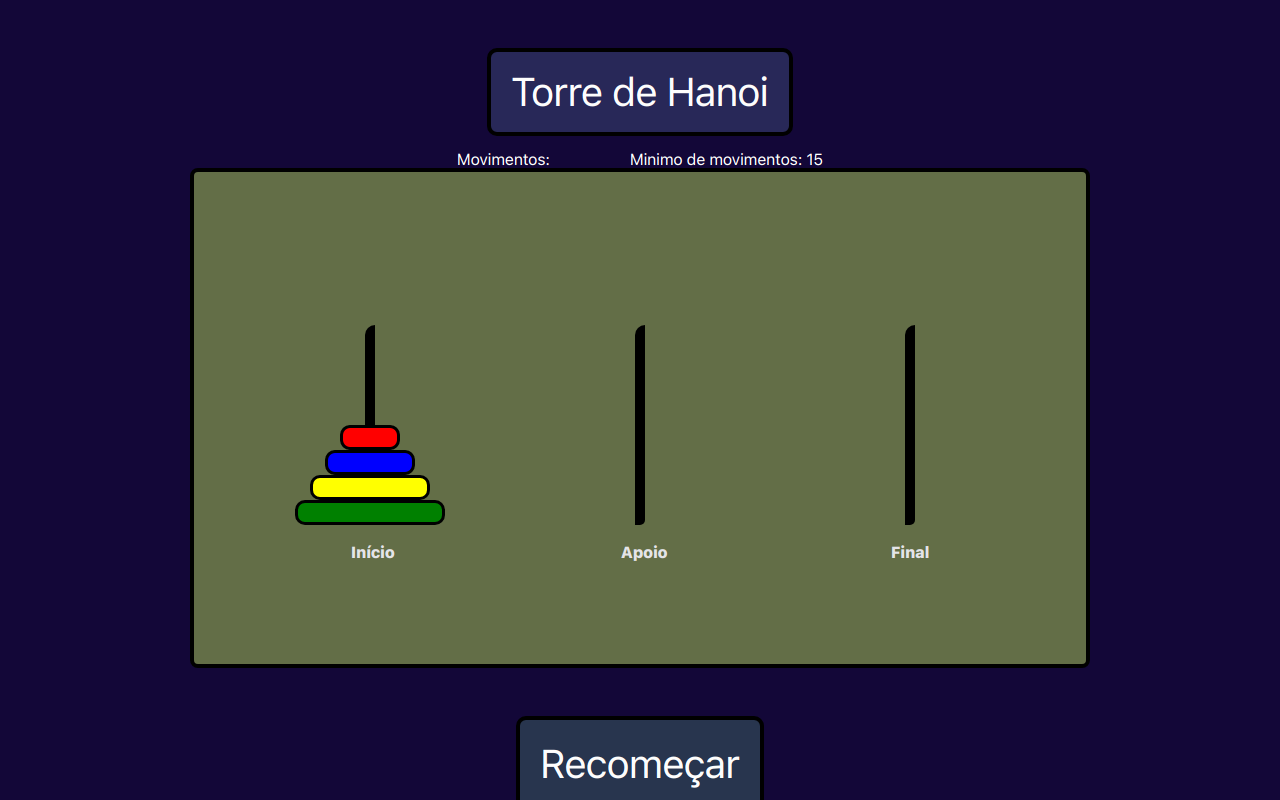 Torre de Hanoi
Movimentos: Minimo de movimentos: 15
Início Apoio Final
Recomeçar